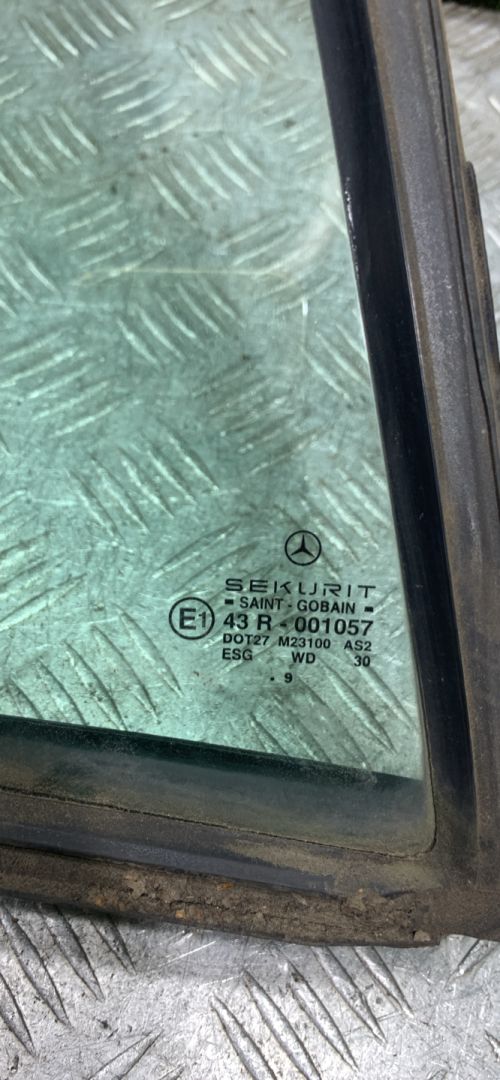 SEKURIT
- SAINT - GOBAIN -
E1 43 R - 001057
DOT27 M23100 AS2
ESG WD 30
. 9